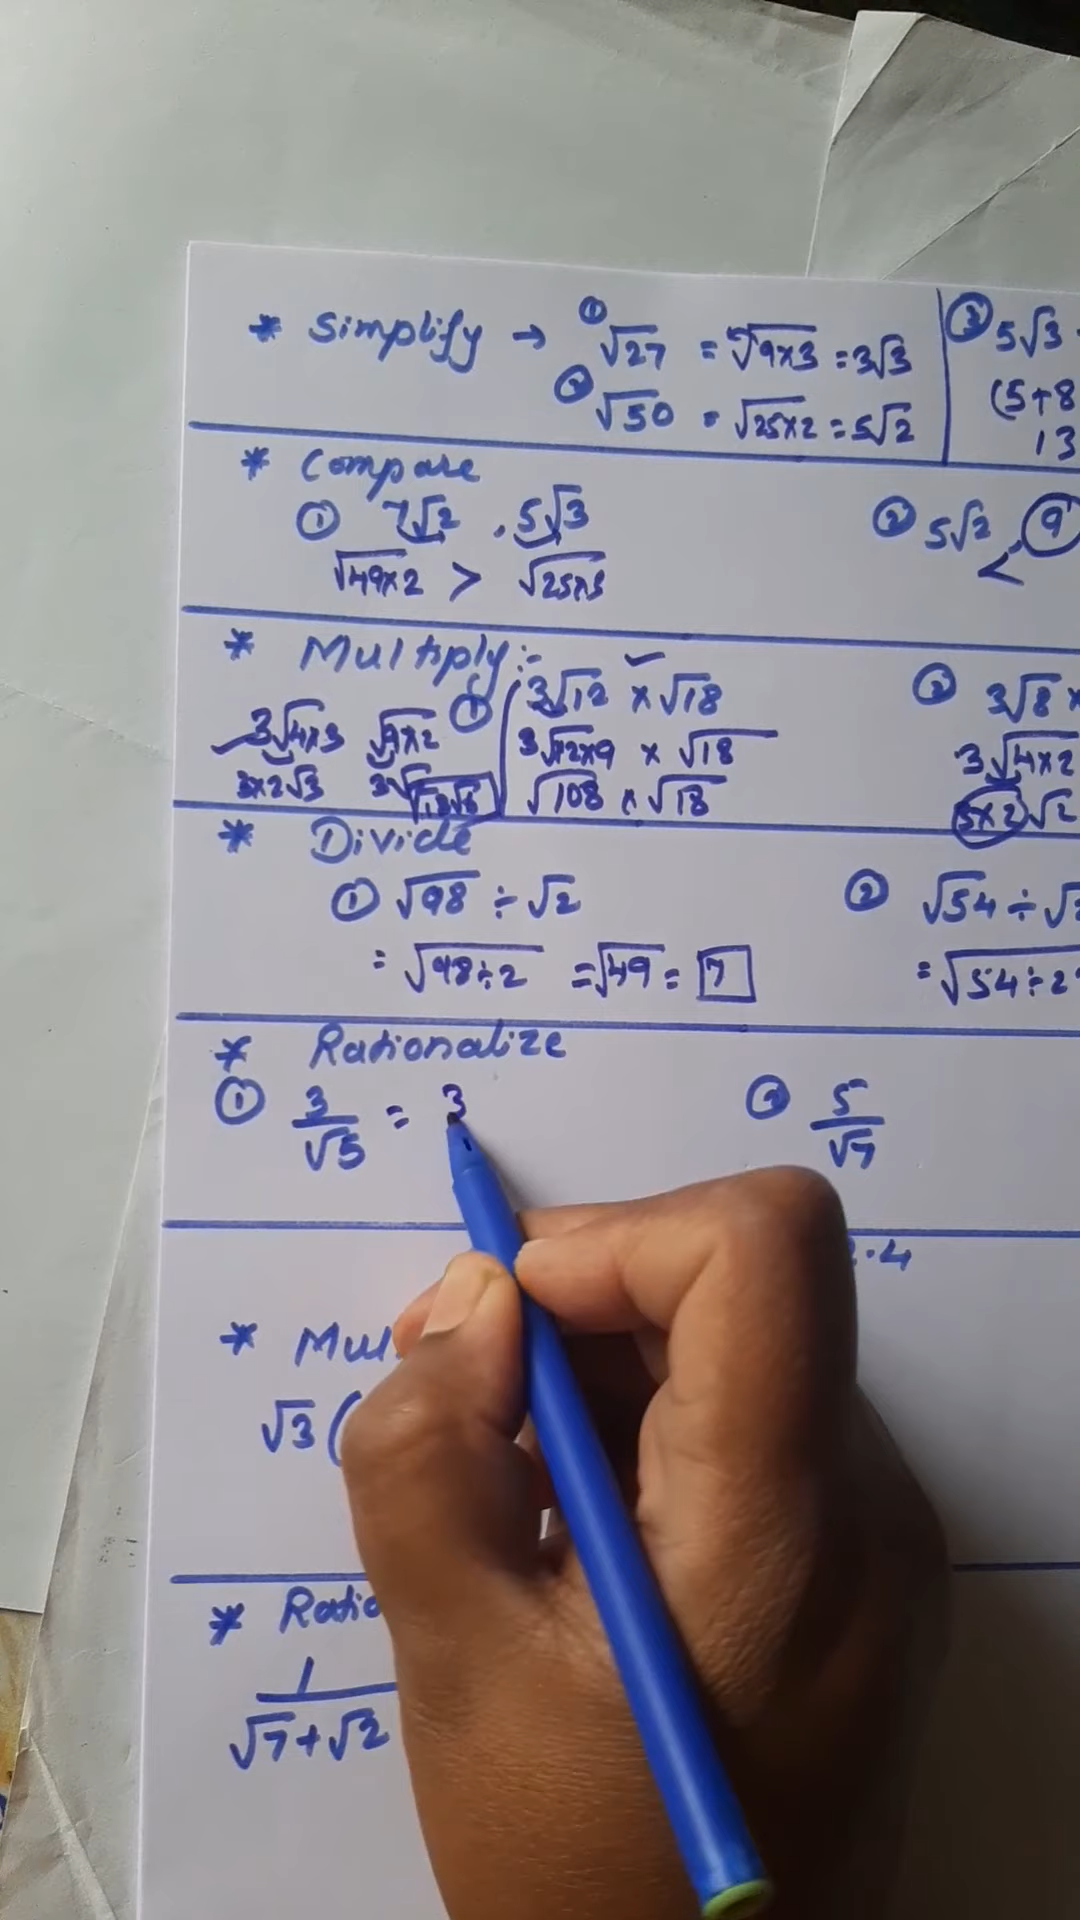 * Simplify → ① √27 = √9×3 = 3√3
② √50 = √25×2 = 5√2
③ 5√3
(5+8
13
* Compare
① 7√2 , 5√3
√49×2 > √25×3
② 5√2 , 9
<
* Multiply:-
① 3√12 × √18
3√12×9 × √18
√108 × √18
3√4×3 √9×2
3×2√3 3√
② 3√8 ×
3√4×2
√2
* Divide
① √98 ÷ √2
= √98÷2 = √49 = 7
② √54 ÷ √
= √54÷2
* Rationalize
① 3/√5 = 3
② 5/√7
.4
* Mul
√3 (
* Ratio
1/√7+√2